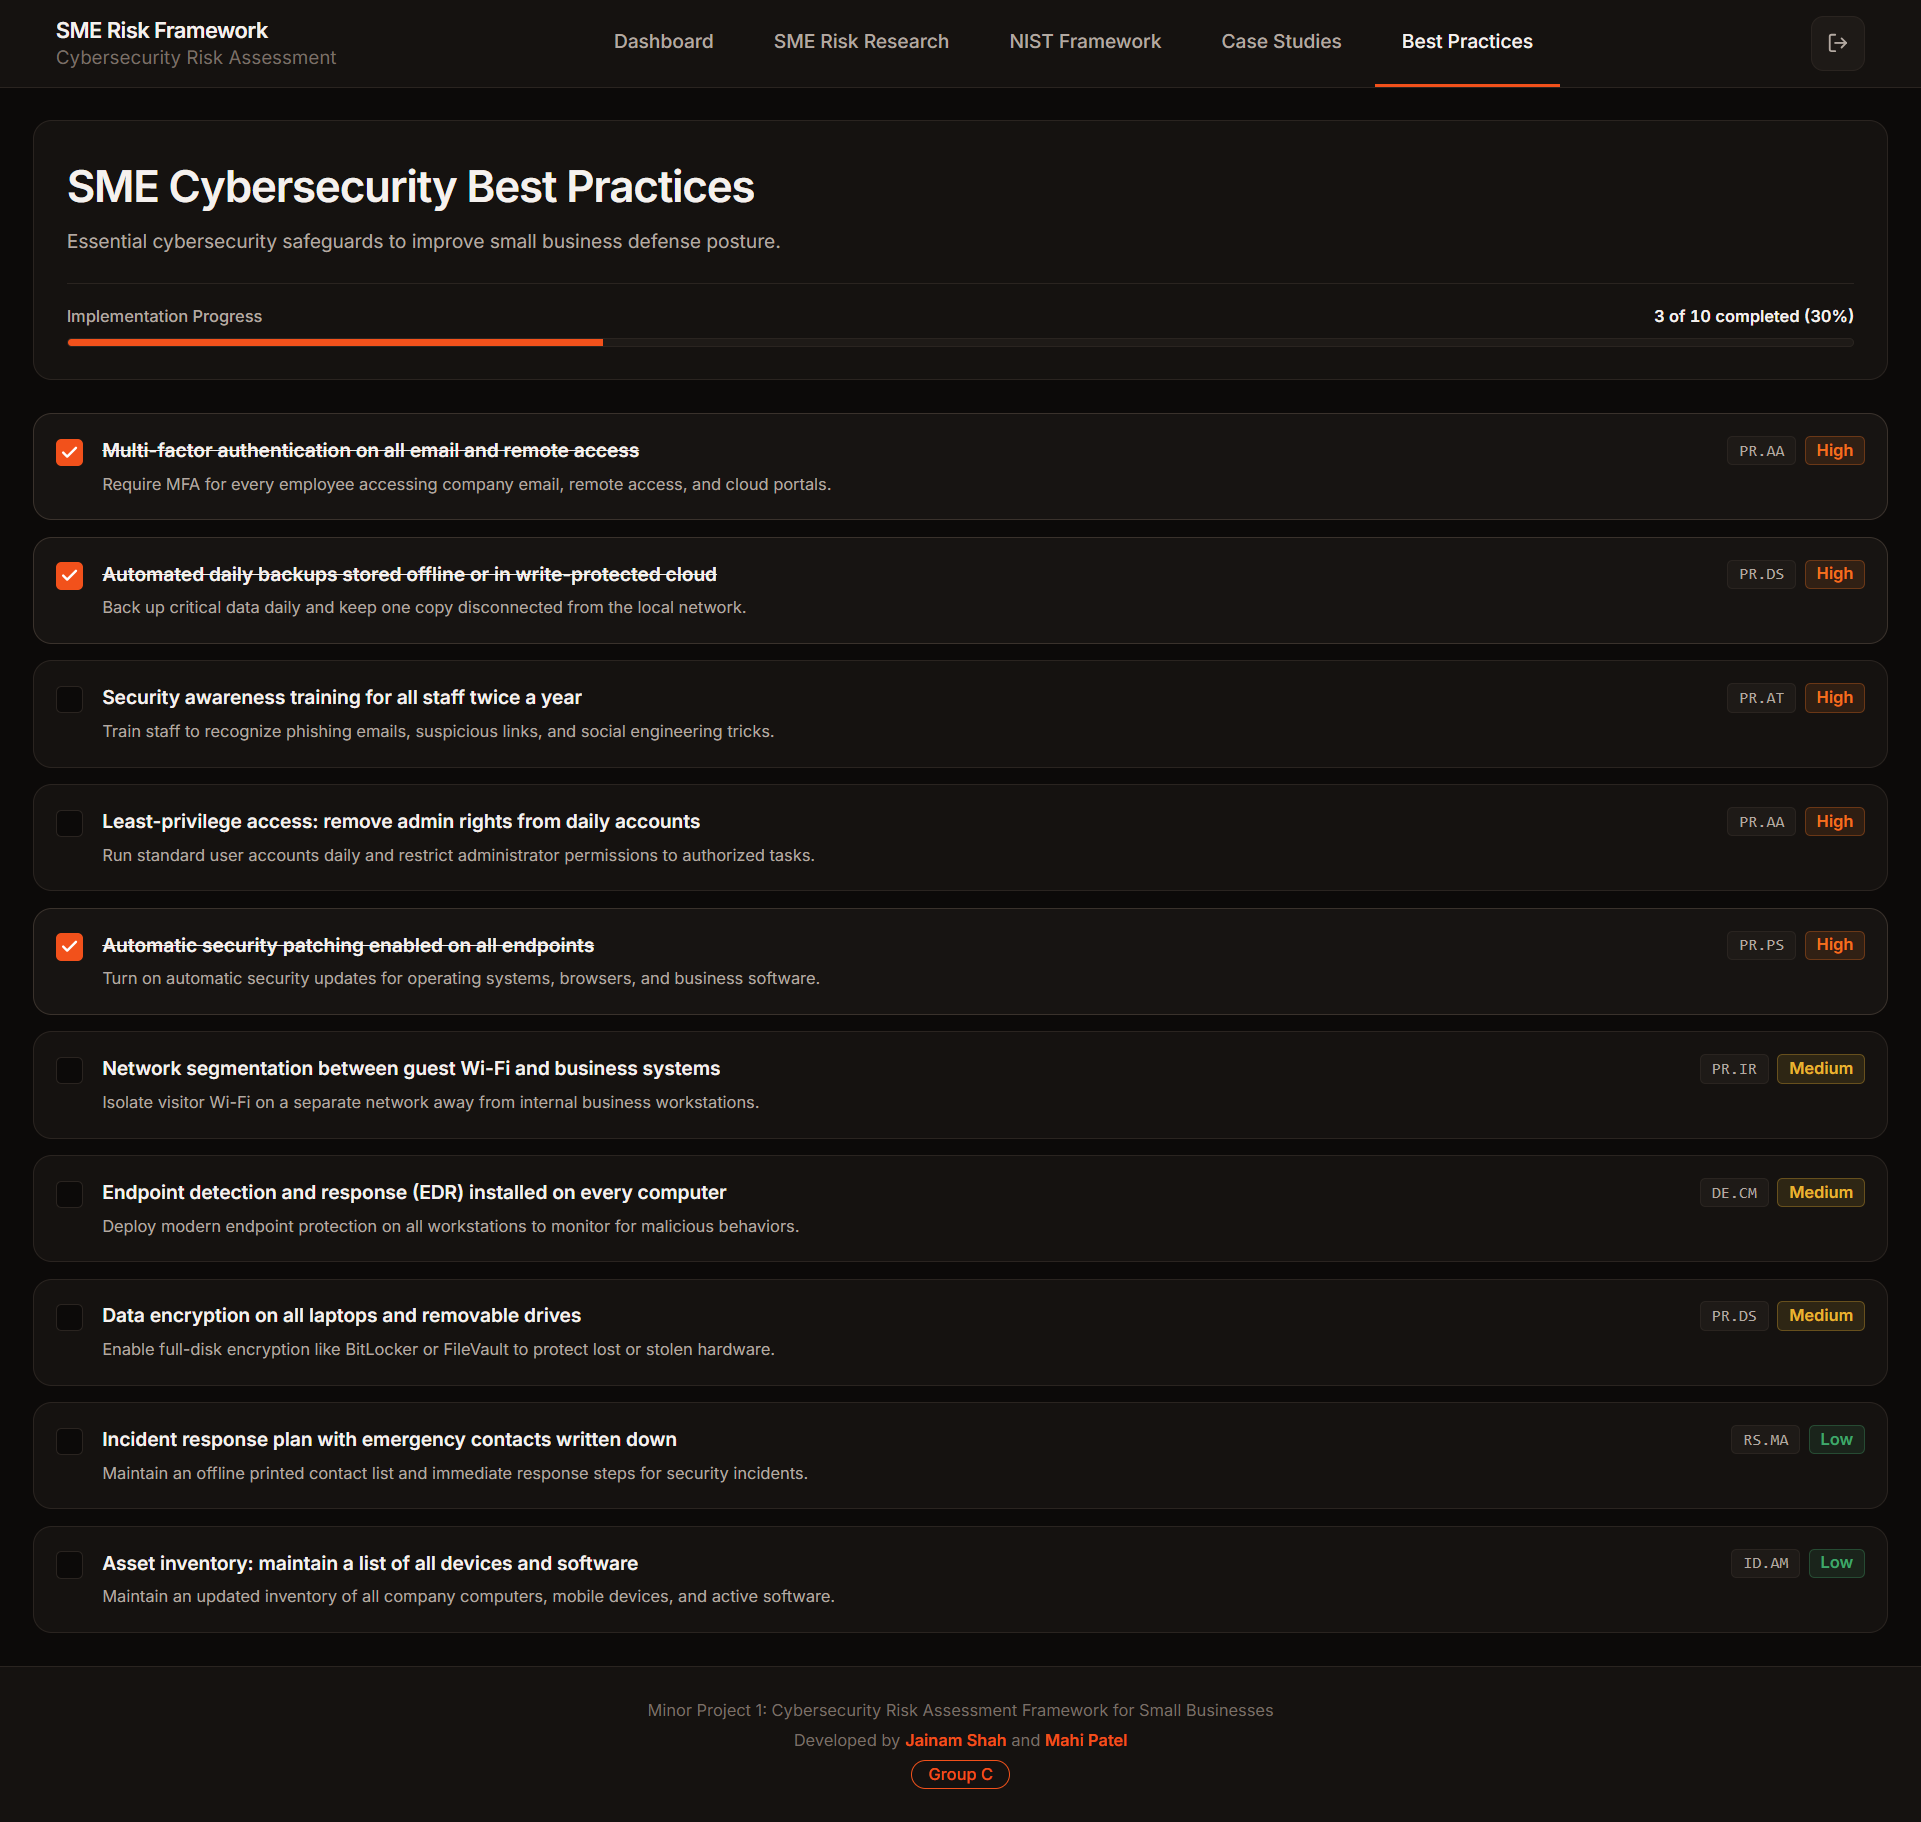 SME Risk Framework
Cybersecurity Risk Assessment
Dashboard
SME Risk Research
NIST Framework
Case Studies
Best Practices
SME Cybersecurity Best Practices
Essential cybersecurity safeguards to improve small business defense posture.
Implementation Progress
3 of 10 completed (30%)
Multi-factor authentication on all email and remote access
PR.AA
High
Require MFA for every employee accessing company email, remote access, and cloud portals.
Automated daily backups stored offline or in write-protected cloud
PR.DS
High
Back up critical data daily and keep one copy disconnected from the local network.
Security awareness training for all staff twice a year
PR.AT
High
Train staff to recognize phishing emails, suspicious links, and social engineering tricks.
Least-privilege access: remove admin rights from daily accounts
PR.AA
High
Run standard user accounts daily and restrict administrator permissions to authorized tasks.
Automatic security patching enabled on all endpoints
PR.PS
High
Turn on automatic security updates for operating systems, browsers, and business software.
Network segmentation between guest Wi-Fi and business systems
PR.IR
Medium
Isolate visitor Wi-Fi on a separate network away from internal business workstations.
Endpoint detection and response (EDR) installed on every computer
DE.CM
Medium
Deploy modern endpoint protection on all workstations to monitor for malicious behaviors.
Data encryption on all laptops and removable drives
PR.DS
Medium
Enable full-disk encryption like BitLocker or FileVault to protect lost or stolen hardware.
Incident response plan with emergency contacts written down
RS.MA
Low
Maintain an offline printed contact list and immediate response steps for security incidents.
Asset inventory: maintain a list of all devices and software
ID.AM
Low
Maintain an updated inventory of all company computers, mobile devices, and active software.
Minor Project 1: Cybersecurity Risk Assessment Framework for Small Businesses
Developed by Jainam Shah and Mahi Patel
Group C